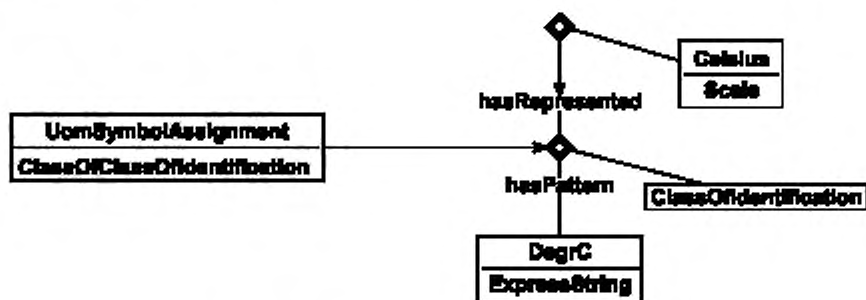 Celsius
Scale
hasRepresented
UomSymbolAssignment
ClassOfClassOfIdentification
hasPattern
ClassOfIdentification
DegrC
ExpressString